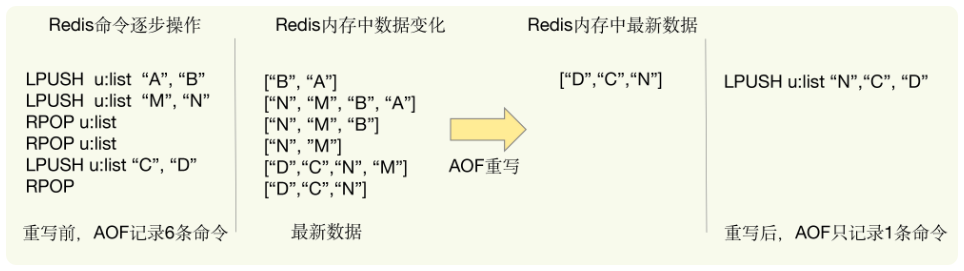 Redis命令逐步操作
LPUSH u:list “A”, “B”
LPUSH u:list “M”, “N”
RPOP u:list
RPOP u:list
LPUSH u:list “C”, “D”
RPOP
重写前，AOF记录6条命令
Redis内存中数据变化
[“B”, “A”]
[“N”, “M”, “B”, “A”]
[“N”, “M”, “B”]
[“N”, ”M”]
[“D”,“C”,“N”, “M”]
[“D”,“C”,“N”]
最新数据
AOF重写
Redis内存中最新数据
[“D”,“C”,“N”]
LPUSH u:list “N”,“C”, “D”
重写后，AOF只记录1条命令